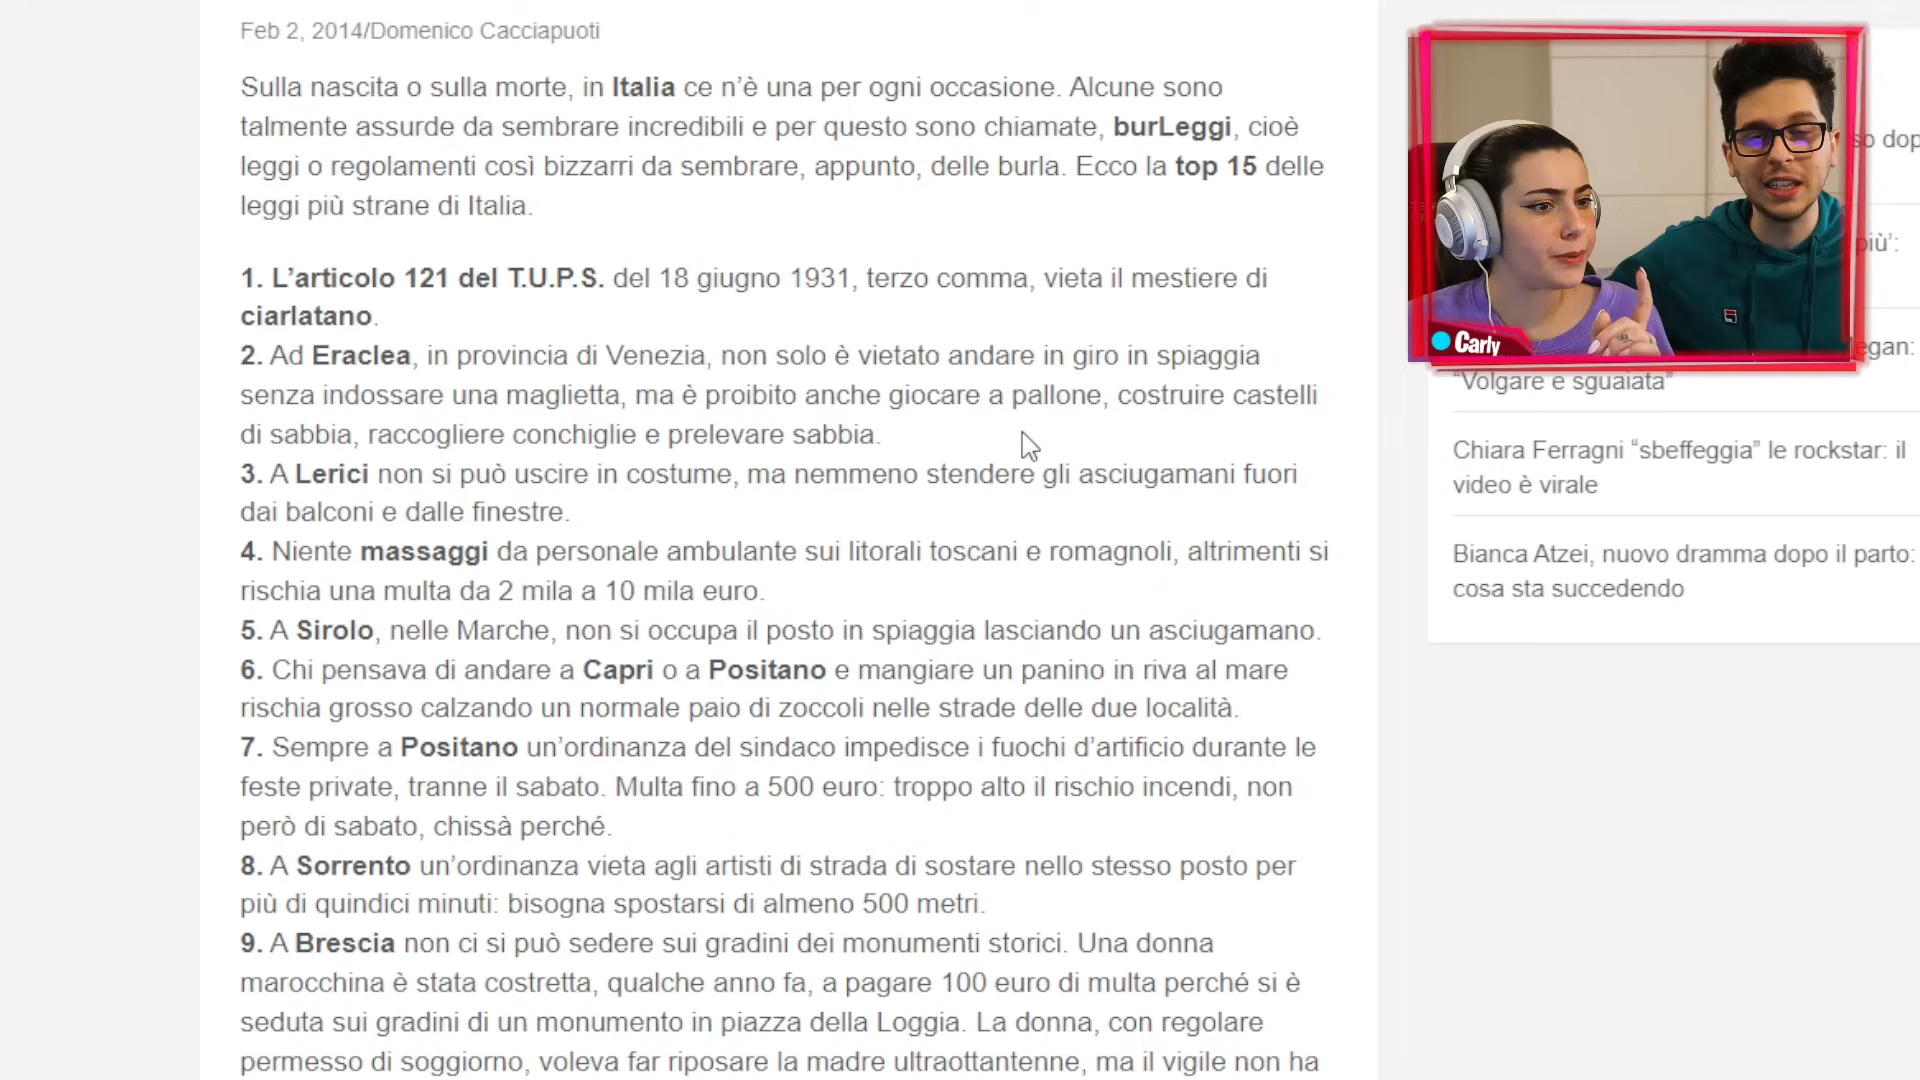 Feb 2, 2014/Domenico Cacciapuoti
Sulla nascita o sulla morte, in Italia ce n’è una per ogni occasione. Alcune sono
talmente assurde da sembrare incredibili e per questo sono chiamate, burLeggi, cioè
leggi o regolamenti così bizzarri da sembrare, appunto, delle burla. Ecco la top 15 delle
leggi più strane di Italia.
1. L’articolo 121 del T.U.P.S. del 18 giugno 1931, terzo comma, vieta il mestiere di
ciarlatano.
2. Ad Eraclea, in provincia di Venezia, non solo è vietato andare in giro in spiaggia
senza indossare una maglietta, ma è proibito anche giocare a pallone, costruire castelli
di sabbia, raccogliere conchiglie e prelevare sabbia.
3. A Lerici non si può uscire in costume, ma nemmeno stendere gli asciugamani fuori
dai balconi e dalle finestre.
4. Niente massaggi da personale ambulante sui litorali toscani e romagnoli, altrimenti si
rischia una multa da 2 mila a 10 mila euro.
5. A Sirolo, nelle Marche, non si occupa il posto in spiaggia lasciando un asciugamano.
6. Chi pensava di andare a Capri o a Positano e mangiare un panino in riva al mare
rischia grosso calzando un normale paio di zoccoli nelle strade delle due località.
7. Sempre a Positano un’ordinanza del sindaco impedisce i fuochi d’artificio durante le
feste private, tranne il sabato. Multa fino a 500 euro: troppo alto il rischio incendi, non
però di sabato, chissà perché.
8. A Sorrento un’ordinanza vieta agli artisti di strada di sostare nello stesso posto per
più di quindici minuti: bisogna spostarsi di almeno 500 metri.
9. A Brescia non ci si può sedere sui gradini dei monumenti storici. Una donna
marocchina è stata costretta, qualche anno fa, a pagare 100 euro di multa perché si è
seduta sui gradini di un monumento in piazza della Loggia. La donna, con regolare
permesso di soggiorno, voleva far riposare la madre ultraottantenne, ma il vigile non ha
Carly
più’:
“Volgare e sguaiata”
Chiara Ferragni “sbeffeggia” le rockstar: il
video è virale
Bianca Atzei, nuovo dramma dopo il parto:
cosa sta succedendo